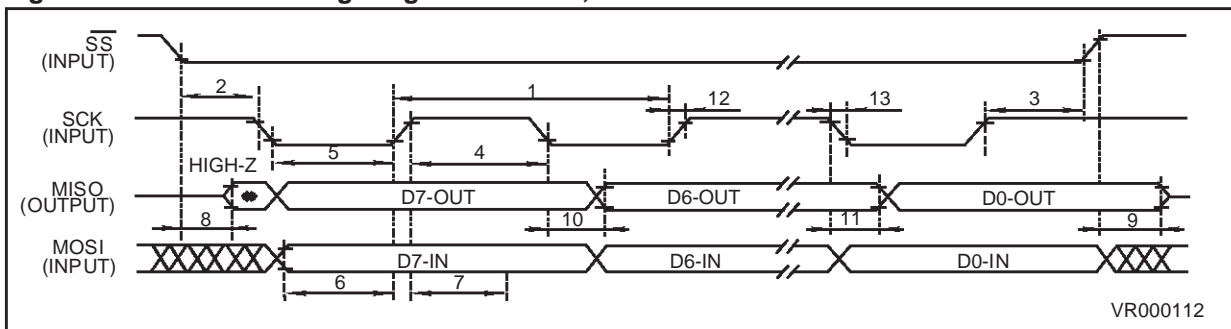 SS
(INPUT)
2
1
12
13
3
SCK
(INPUT)
5
4
HIGH-Z
MISO
(OUTPUT)
D7-OUT
D6-OUT
D0-OUT
8
10
11
9
MOSI
(INPUT)
D7-IN
D6-IN
D0-IN
6
7
VR000112